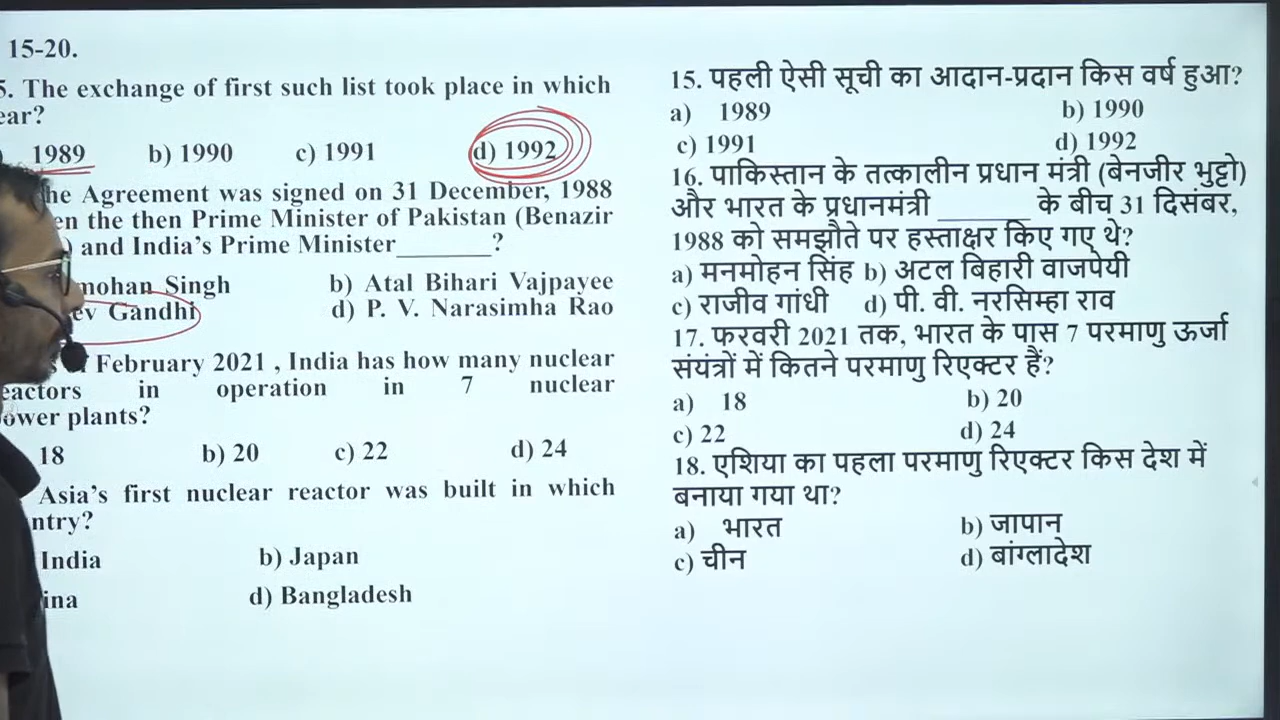 15-20.
5. The exchange of first such list took place in which
ear?
1989 b) 1990 c) 1991 d) 1992
he Agreement was signed on 31 December, 1988
en the then Prime Minister of Pakistan (Benazir
) and India's Prime Minister_______?
mohan Singh b) Atal Bihari Vajpayee
ev Gandhi d) P. V. Narasimha Rao
February 2021 , India has how many nuclear
eactors in operation in 7 nuclear
ower plants?
18 b) 20 c) 22 d) 24
Asia's first nuclear reactor was built in which
ntry?
India b) Japan
ina d) Bangladesh
15. पहली ऐसी सूची का आदान-प्रदान किस वर्ष हुआ?
a) 1989 b) 1990
c) 1991 d) 1992
16. पाकिस्तान के तत्कालीन प्रधान मंत्री (बेनजीर भुट्टो)
और भारत के प्रधानमंत्री _______ के बीच 31 दिसंबर,
1988 को समझौते पर हस्ताक्षर किए गए थे?
a) मनमोहन सिंह b) अटल बिहारी वाजपेयी
c) राजीव गांधी d) पी. वी. नरसिम्हा राव
17. फरवरी 2021 तक, भारत के पास 7 परमाणु ऊर्जा
संयंत्रों में कितने परमाणु रिएक्टर हैं?
a) 18 b) 20
c) 22 d) 24
18. एशिया का पहला परमाणु रिएक्टर किस देश में
बनाया गया था?
a) भारत b) जापान
c) चीन d) बांग्लादेश